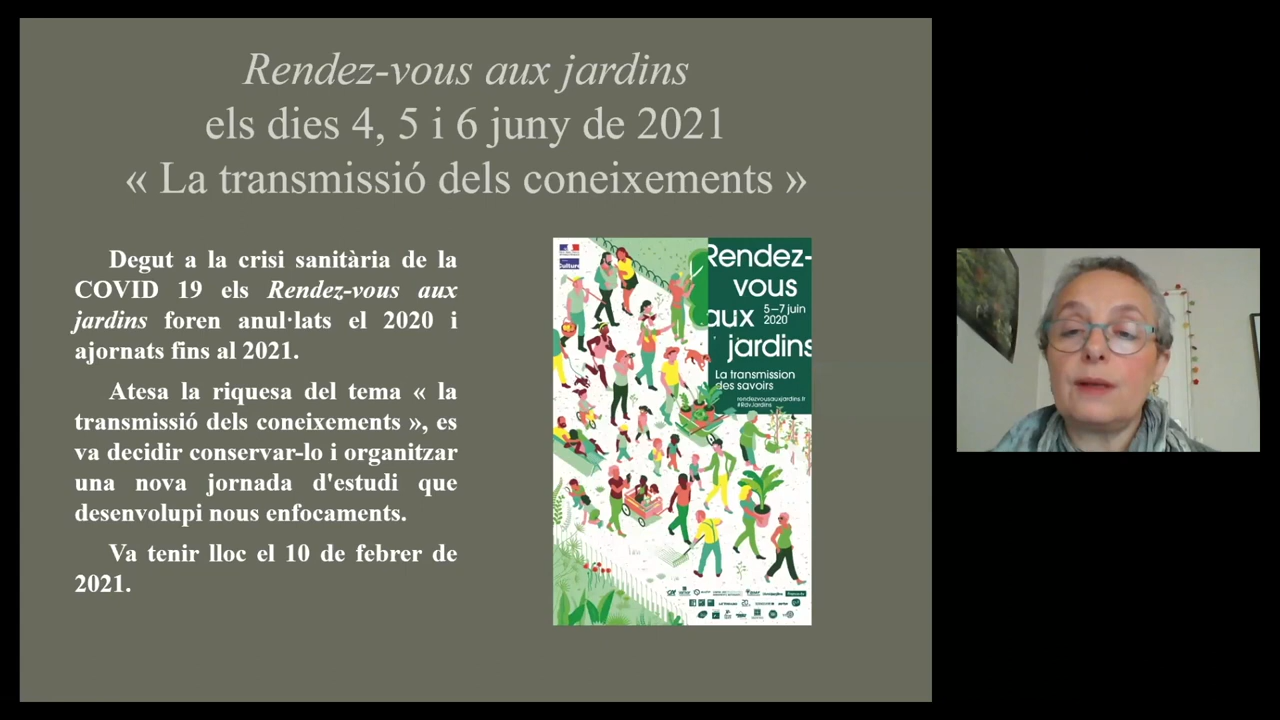 Rendez-vous aux jardins
els dies 4, 5 i 6 juny de 2021
« La transmissió dels coneixements »
Degut a la crisi sanitària de la
COVID 19 els Rendez-vous aux
jardins foren anul·lats el 2020 i
ajornats fins al 2021.
Atesa la riquesa del tema « la
transmissió dels coneixements », es
va decidir conservar-lo i organitzar
una nova jornada d'estudi que
desenvolupi nous enfocaments.
Va tenir lloc el 10 de febrer de
2021.
Culture
Rendez-
vous
aux 5–7 juin
2020
jardins
La transmission
des savoirs
rendezvousauxjardins.fr
#RdvJardins